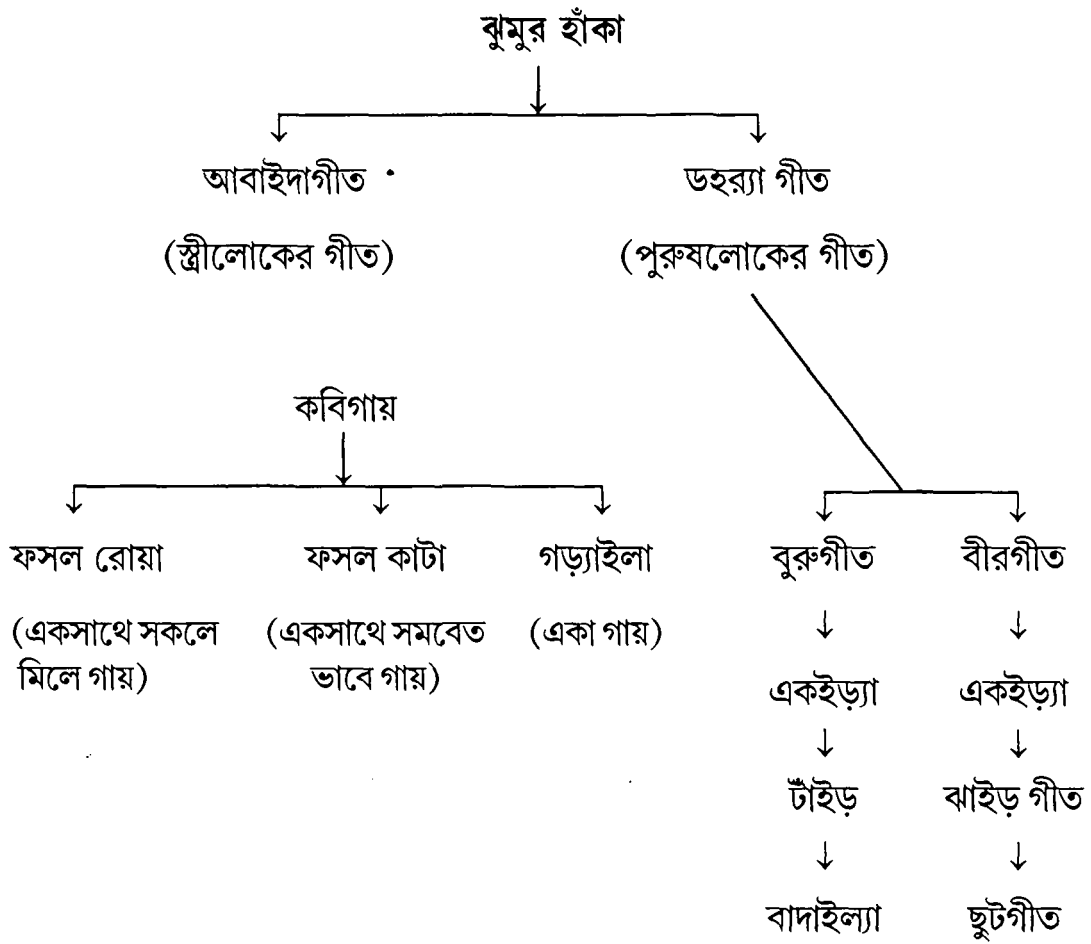 ঝুমুর হাঁকা
আবাইদাগীত ডহর‍্যা গীত
(স্ত্রীলোকের গীত) (পুরুষলোকের গীত)
কবিগায়
ফসল রোয়া ফসল কাটা গড়্যাইলা বুরুগীত বীরগীত
(একসাথে সকলে (একসাথে সমবেত (একা গায়)
মিলে গায়) ভাবে গায়)
একইড়্যা একইড়্যা
টাঁইড় ঝাইড় গীত
বাদাইল্যা ছুটগীত